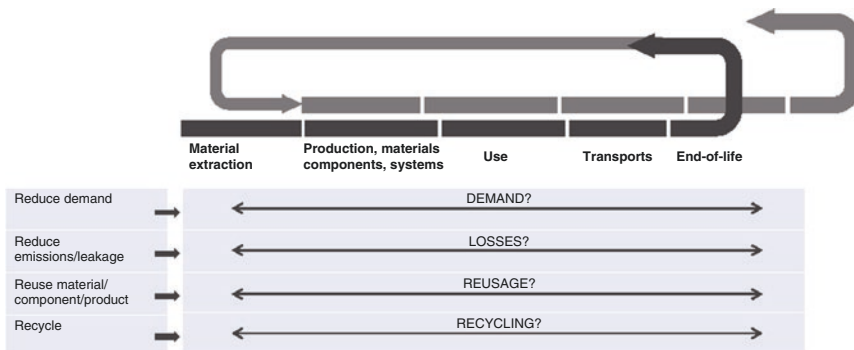 Material
extraction
Production, materials
components, systems
Use
Transports
End-of-life
Reduce demand
DEMAND?
Reduce
emissions/leakage
LOSSES?
Reuse material/
component/product
REUSAGE?
Recycle
RECYCLING?